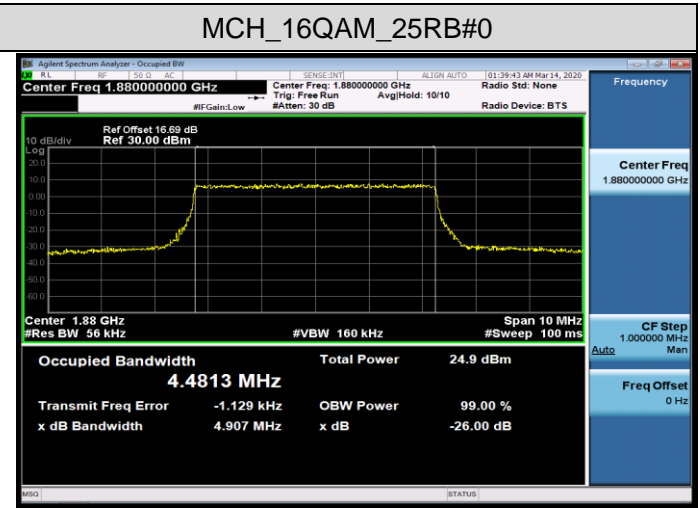 MCH_16QAM_25RB#0
Agilent Spectrum Analyzer - Occupied BW
RL RF 50 Ω AC SENSE:INT ALIGN AUTO 01:39:43 AM Mar 14, 2020
Center Freq 1.880000000 GHz Center Freq: 1.880000000 GHz Radio Std: None
Trig: Free Run Avg|Hold: 10/10
#IFGain:Low #Atten: 30 dB Radio Device: BTS
Frequency
Ref Offset 16.69 dB
10 dB/div Ref 30.00 dBm
Log
20.0
10.0
0.00
-10.0
-20.0
-30.0
-40.0
-50.0
-60.0
Center Freq
1.880000000 GHz
Center 1.88 GHz Span 10 MHz
#Res BW 56 kHz #VBW 160 kHz #Sweep 100 ms
CF Step
1.000000 MHz
Auto Man
Occupied Bandwidth Total Power 24.9 dBm
4.4813 MHz
Transmit Freq Error -1.129 kHz OBW Power 99.00 %
x dB Bandwidth 4.907 MHz x dB -26.00 dB
Freq Offset
0 Hz
MSG STATUS